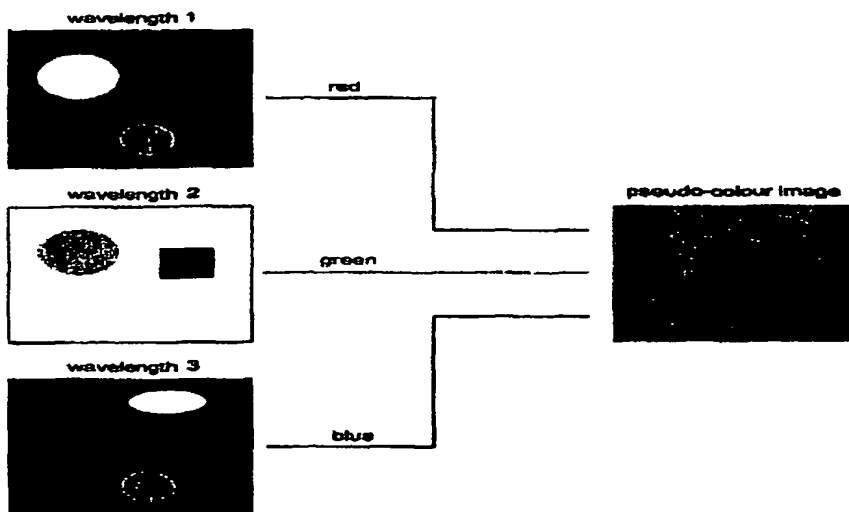 wavelength 1
red
wavelength 2
pseudo-colour image
green
wavelength 3
blue